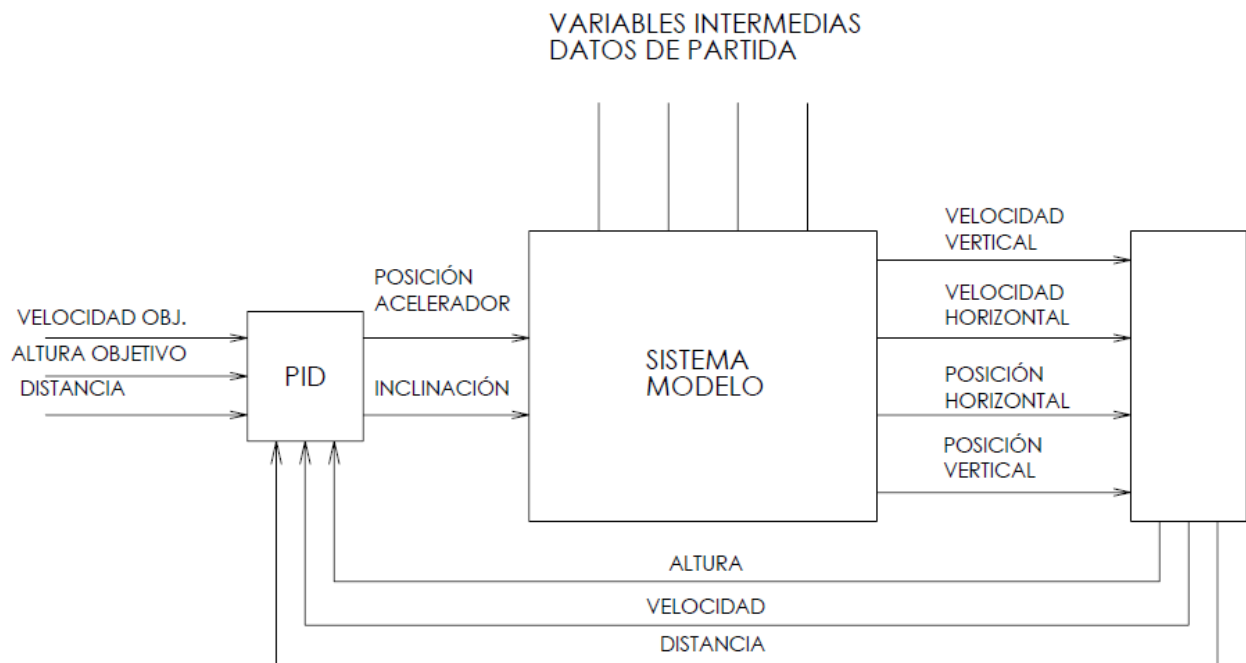 VARIABLES INTERMEDIAS
DATOS DE PARTIDA
VELOCIDAD OBJ.
ALTURA OBJETIVO
DISTANCIA
PID
POSICIÓN
ACELERADOR
INCLINACIÓN
SISTEMA
MODELO
VELOCIDAD
VERTICAL
VELOCIDAD
HORIZONTAL
POSICIÓN
HORIZONTAL
POSICIÓN
VERTICAL
ALTURA
VELOCIDAD
DISTANCIA